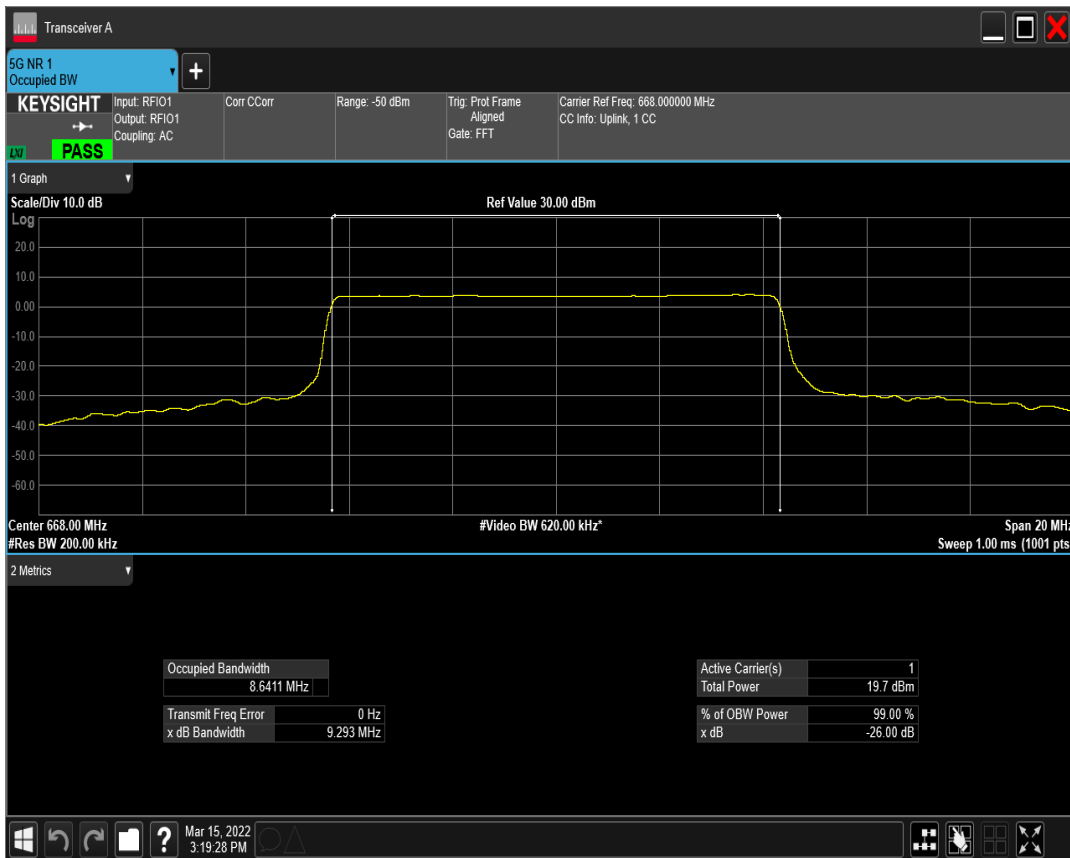 Transceiver A
5G NR 1
Occupied BW
KEYSIGHT
LXI
PASS
Input: RFIO1
Output: RFIO1
Coupling: AC
Corr CCorr
Range: -50 dBm
Trig: Prot Frame
Aligned
Gate: FFT
Carrier Ref Freq: 668.000000 MHz
CC Info: Uplink, 1 CC
1 Graph
Scale/Div 10.0 dB
Ref Value 30.00 dBm
Log
20.0
10.0
0.00
-10.0
-20.0
-30.0
-40.0
-50.0
-60.0
Center 668.00 MHz
#Video BW 620.00 kHz*
Span 20 MHz
#Res BW 200.00 kHz
Sweep 1.00 ms (1001 pts
2 Metrics
Occupied Bandwidth
8.6411 MHz
Transmit Freq Error 0 Hz
x dB Bandwidth 9.293 MHz
Active Carrier(s) 1
Total Power 19.7 dBm
% of OBW Power 99.00 %
x dB -26.00 dB
Mar 15, 2022
3:19:28 PM